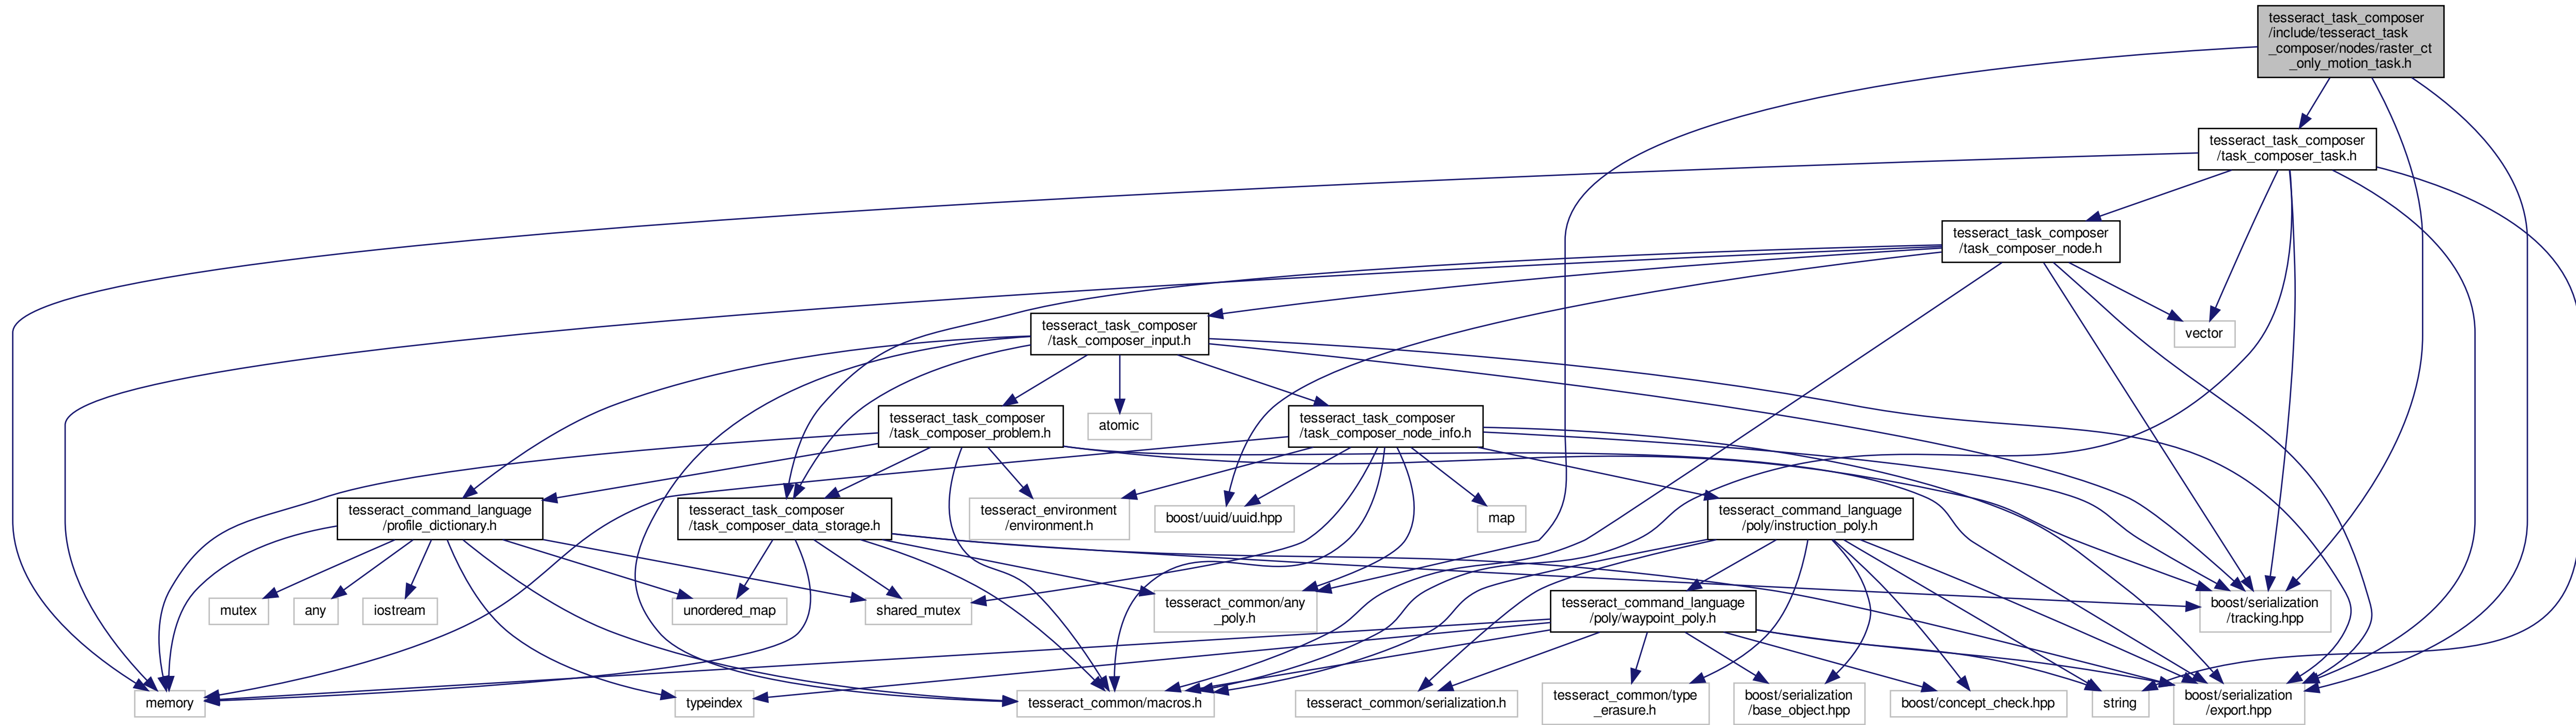 tesseract_task_composer
/include/tesseract_task
_composer/nodes/raster_ct
_only_motion_task.h
tesseract_task_composer
/task_composer_task.h
tesseract_task_composer
/task_composer_node.h
tesseract_task_composer
/task_composer_input.h
vector
tesseract_task_composer
/task_composer_problem.h
atomic
tesseract_task_composer
/task_composer_node_info.h
tesseract_command_language
/profile_dictionary.h
tesseract_task_composer
/task_composer_data_storage.h
tesseract_environment
/environment.h
boost/uuid/uuid.hpp
map
tesseract_command_language
/poly/instruction_poly.h
mutex
any
iostream
unordered_map
shared_mutex
tesseract_common/any
_poly.h
tesseract_command_language
/poly/waypoint_poly.h
boost/serialization
/tracking.hpp
memory
typeindex
tesseract_common/macros.h
tesseract_common/serialization.h
tesseract_common/type
_erasure.h
boost/serialization
/base_object.hpp
boost/concept_check.hpp
string
boost/serialization
/export.hpp